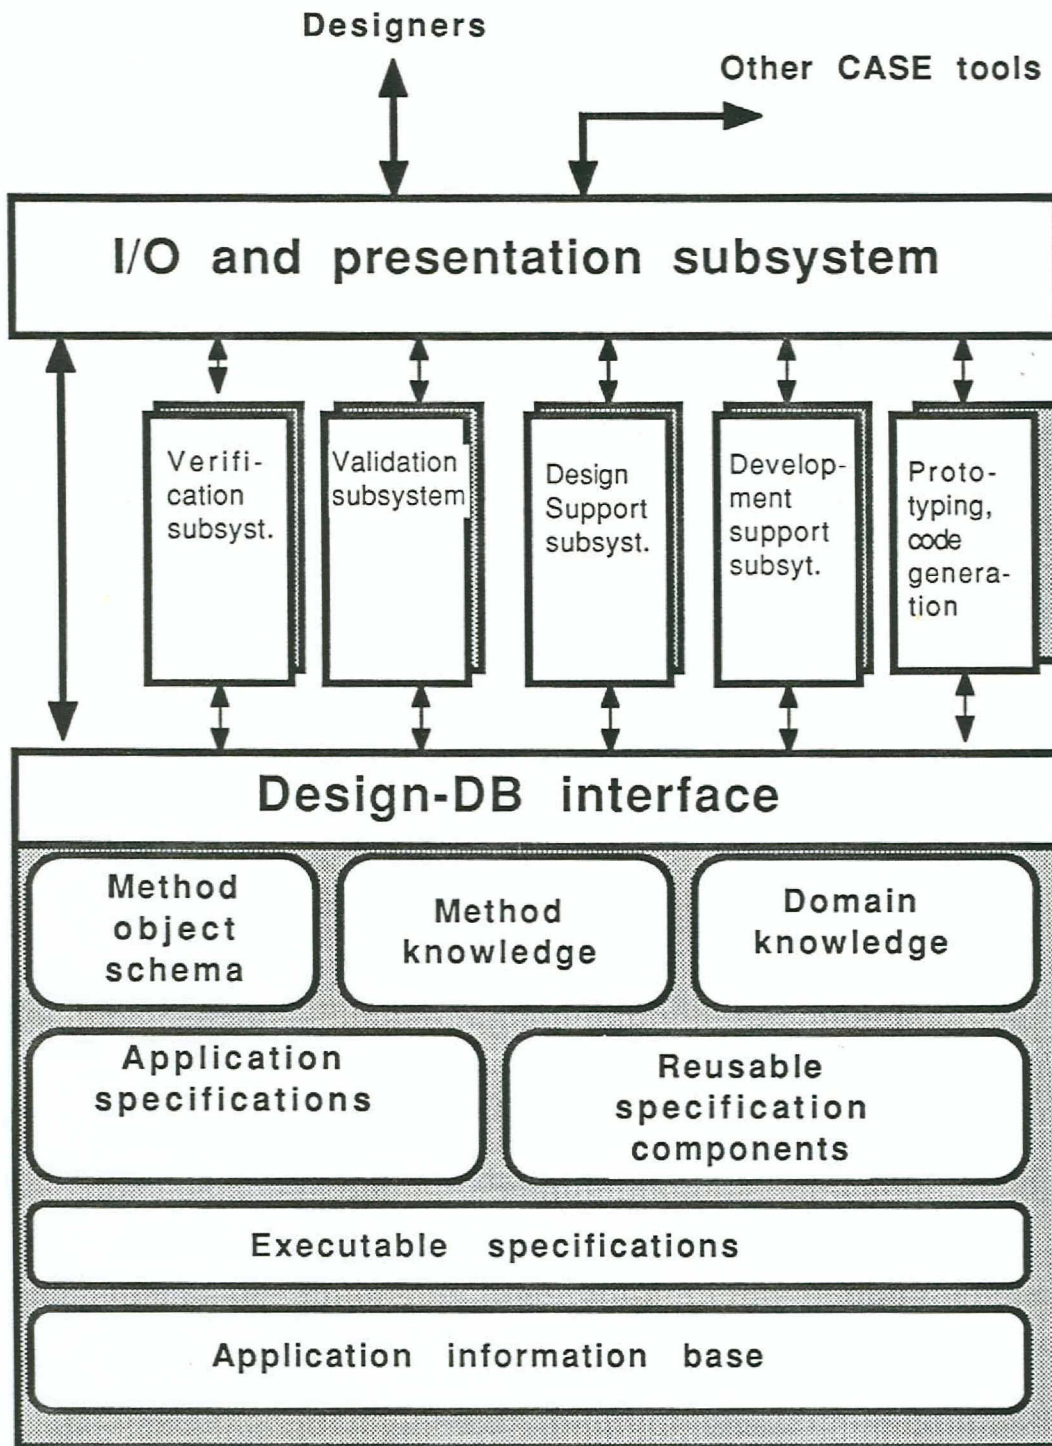 Designers
Other CASE tools
I/O and presentation subsystem
Verifi-
cation
subsyst.
Validation
subsystem
Design
Support
subsyst.
Develop-
ment
support
subsyt.
Proto-
typing,
code
genera-
tion
Design-DB interface
Method
object
schema
Method
knowledge
Domain
knowledge
Application
specifications
Reusable
specification
components
Executable specifications
Application information base